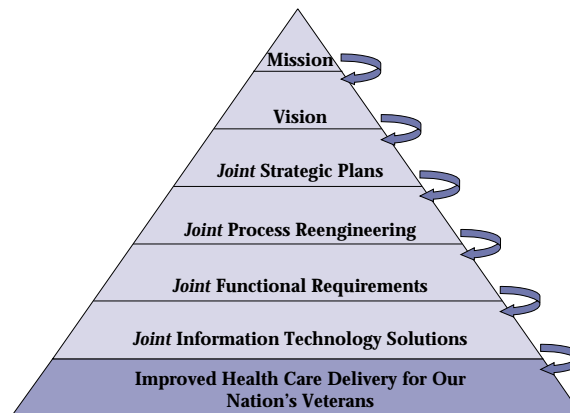 Mission
Vision
Joint Strategic Plans
Joint Process Reengineering
Joint Functional Requirements
Joint Information Technology Solutions
Improved Health Care Delivery for Our
Nation's Veterans